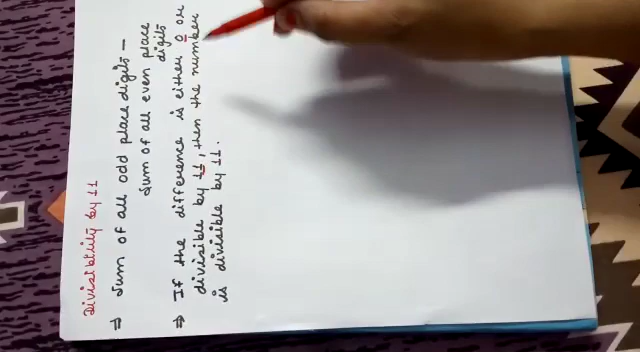 Divisibility by 11
⇒ Sum of all odd place digits -
Sum of all even place
digits
⇒ If the difference is either 0 or
divisible by 11, then the number
is divisible by 11.